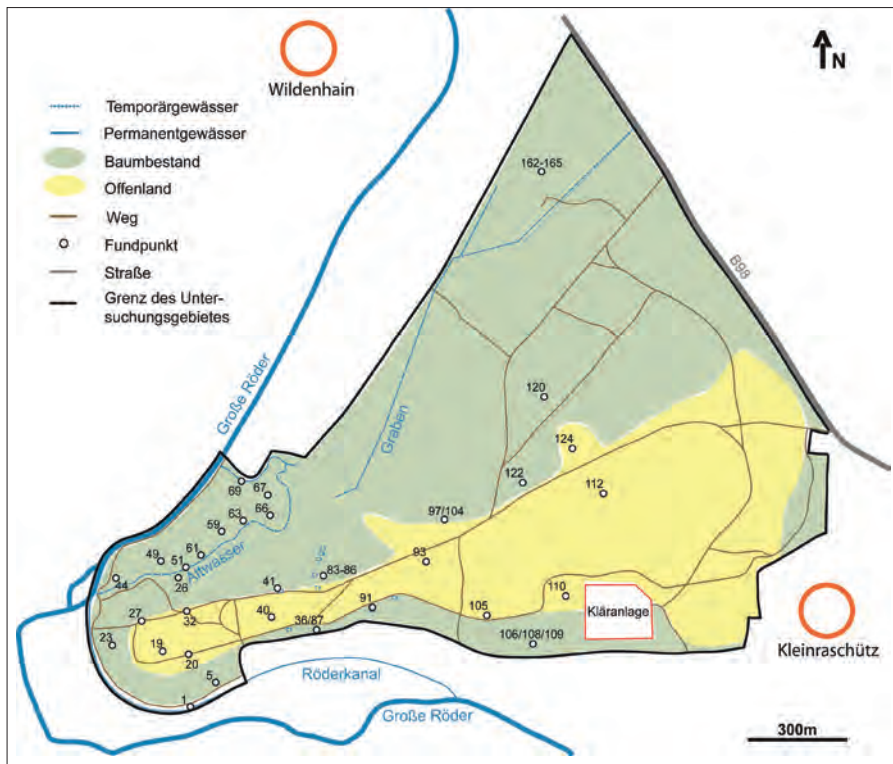 Wildenhain
N
Temporärgewässer
Permanentgewässer
Baumbestand
Offenland
Weg
Fundpunkt
Straße
Grenz des Unter-
suchungsgebietes
162-165
B98
Große Röder
Graben
120
124
122
112
69
67
63
66
59
97/104
49
61
51
Altwasser
26
44
83-86
93
41
110
Kläranlage
27
32
40
36/87
91
105
23
19
20
106/108/109
Kleinraschütz
5
1
Röderkanal
Große Röder
300m